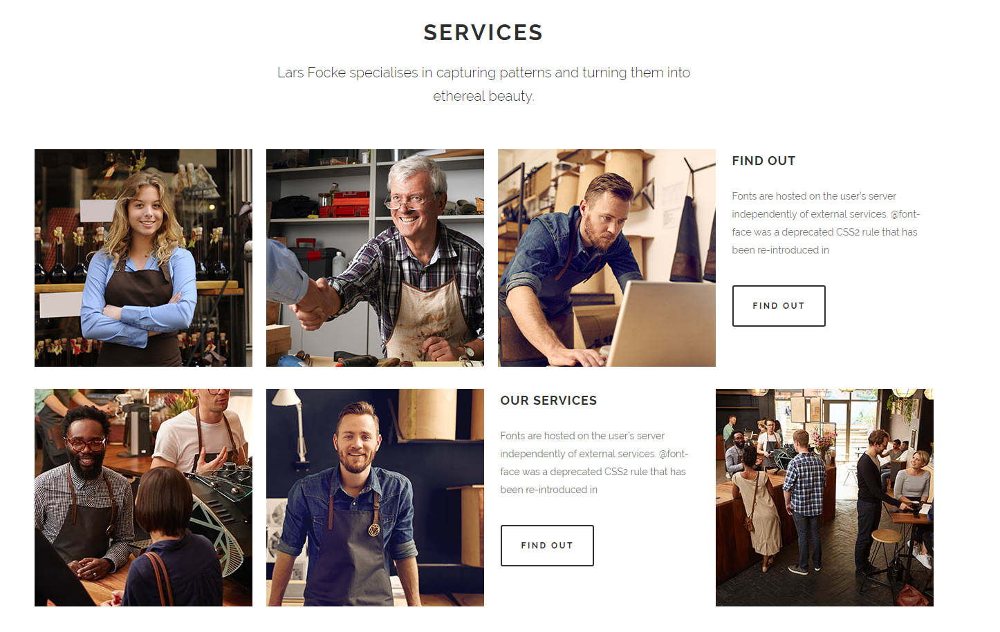 SERVICES
Lars Focke specialises in capturing patterns and turning them into
ethereal beauty.
FIND OUT
Fonts are hosted on the user's server
independently of external services. @font-
face was a deprecated CSS2 rule that has
been re-introduced in
FIND OUT
OUR SERVICES
Fonts are hosted on the user's server
independently of external services. @font-
face was a deprecated CSS2 rule that has
been re-introduced in
FIND OUT